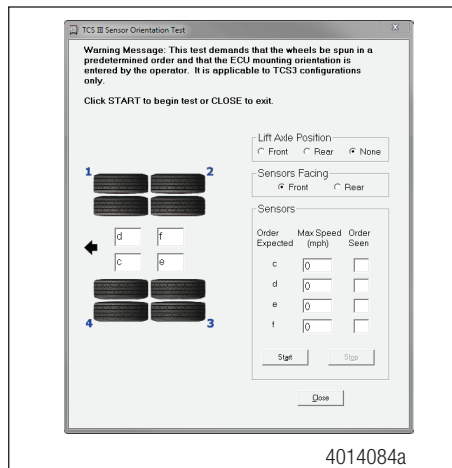 TCS III Sensor Orientation Test
Warning Message: This test demands that the wheels be spun in a
predetermined order and that the ECU mounting orientation is
entered by the operator. It is applicable to TCS3 configurations
only.
Click START to begin test or CLOSE to exit.
Lift Axle Position
Front Rear None
Sensors Facing
Front Rear
1 2
d f
c e
4 3
Sensors
Order Max Speed Order
Expected (mph) Seen
c 0
d 0
e 0
f 0
Start Stop
Close
4014084a